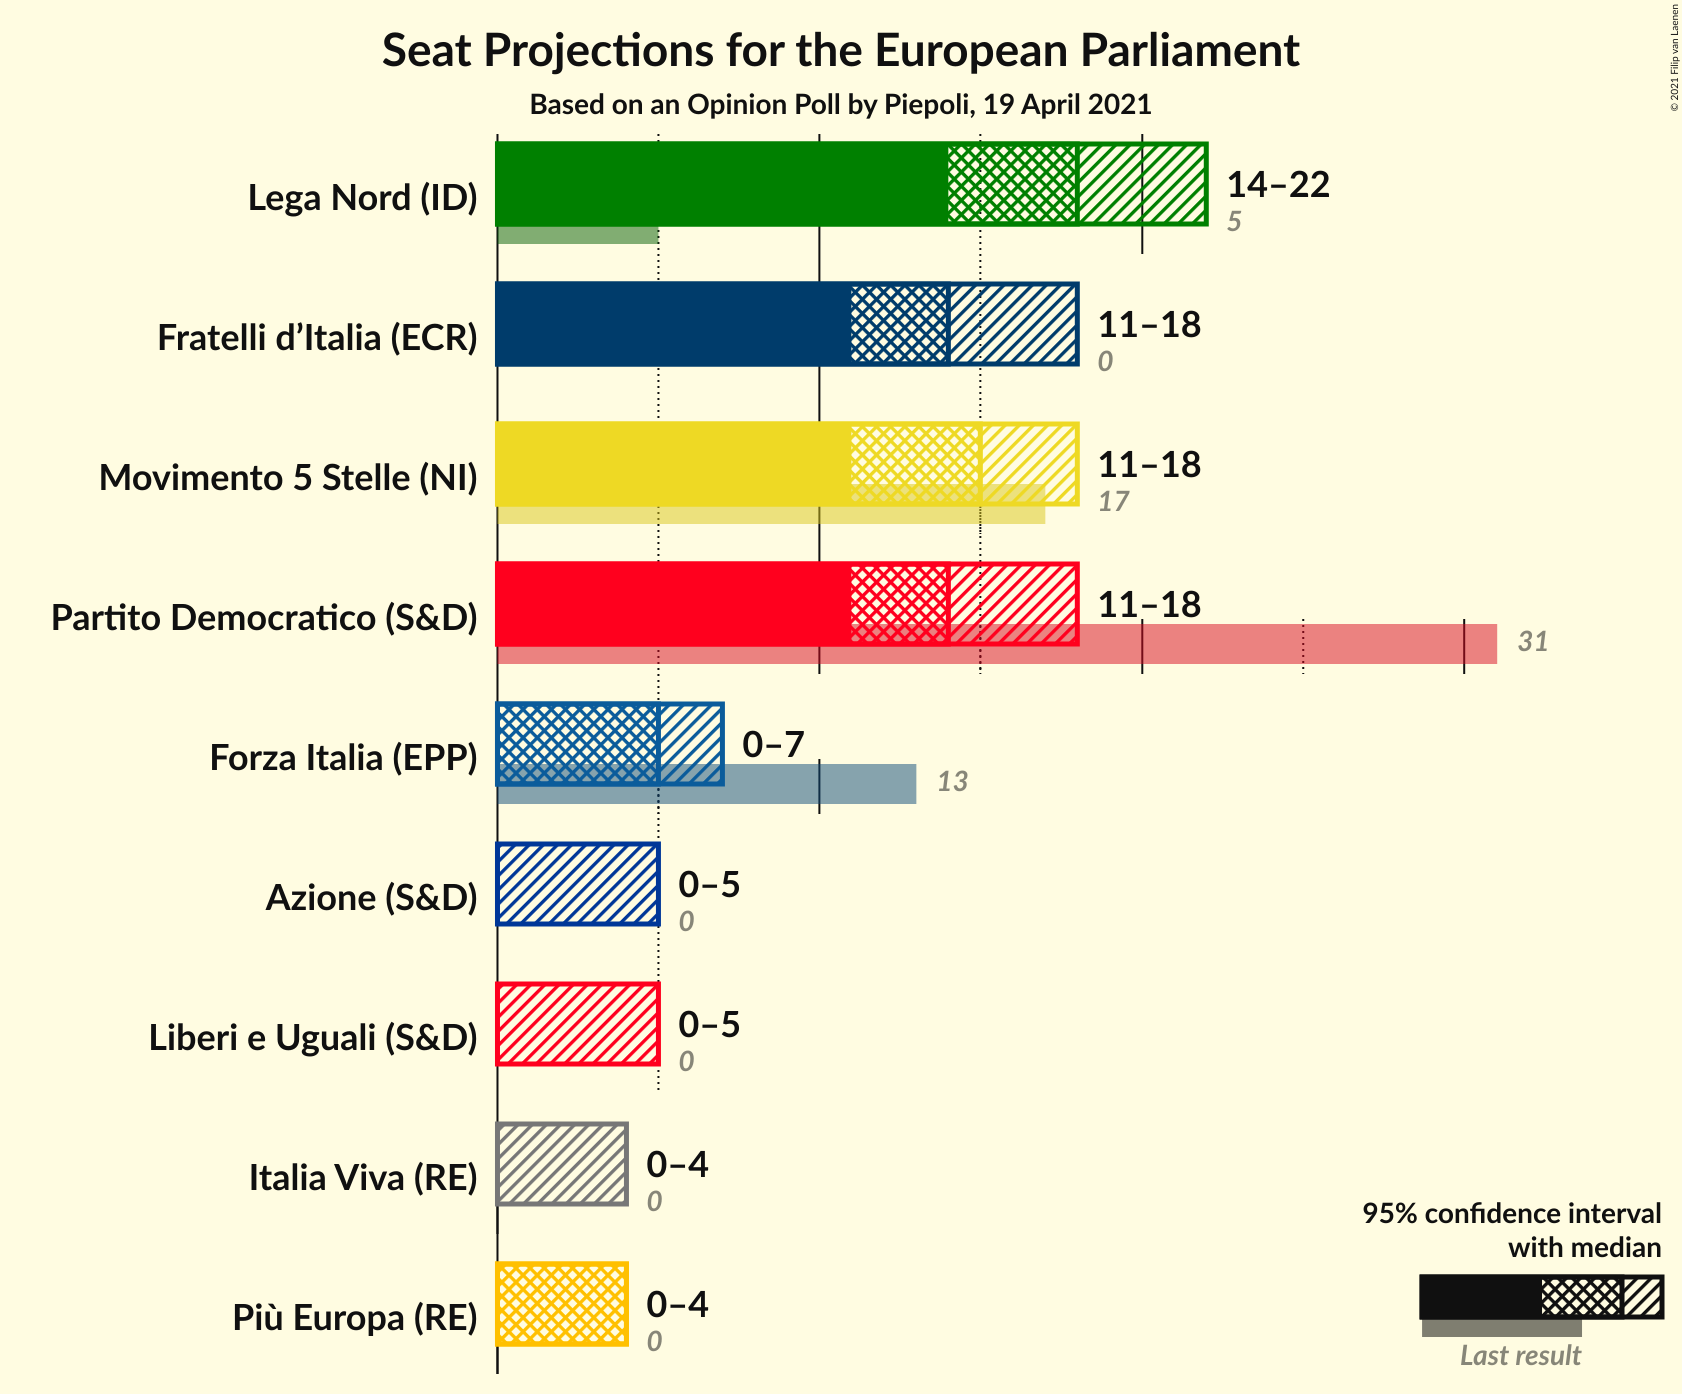 Seat Projections for the European Parliament
Based on an Opinion Poll by Piepoli, 19 April 2021
© 2021 Filip van Laenen
Lega Nord (ID)
14–22
5
Fratelli d’Italia (ECR)
11–18
0
Movimento 5 Stelle (NI)
11–18
17
Partito Democratico (S&D)
11–18
31
Forza Italia (EPP)
0–7
13
Azione (S&D)
0–5
0
Liberi e Uguali (S&D)
0–5
0
Italia Viva (RE)
0–4
0
Più Europa (RE)
0–4
0
95% confidence interval
with median
Last result